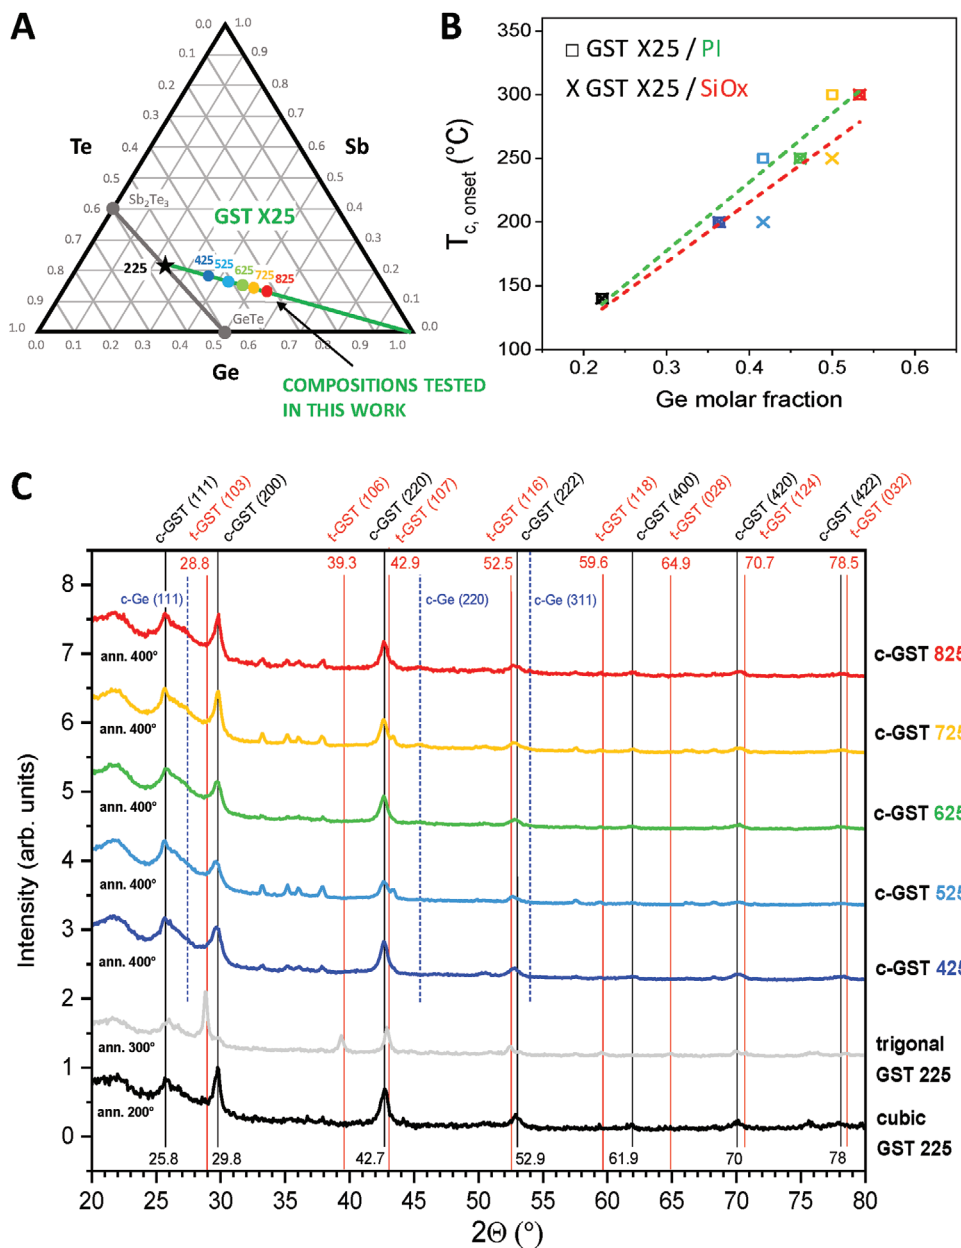 A
0.0
1.0
0.1
0.9
0.2
0.8
0.3
0.7
0.4
0.6
Te
Sb
0.5
0.5
Sb2Te3
0.6
GST X25
0.4
0.7
0.3
225
425
525
625
725
825
0.8
0.2
0.9
0.1
GeTe
1.0
0.0
0.0
0.1
0.2
0.3
0.4
0.5
0.6
0.7
0.8
0.9
1.0
Ge
COMPOSITIONS TESTED
IN THIS WORK
B
GST X25 / PI
X GST X25 / SiOx
350
300
250
200
150
100
Tc, onset (°C)
0.2
0.3
0.4
0.5
0.6
Ge molar fraction
C
c-GST (111)
t-GST (103)
c-GST (200)
t-GST (106)
c-GST (220)
t-GST (107)
t-GST (116)
c-GST (222)
t-GST (118)
c-GST (400)
t-GST (028)
c-GST (420)
t-GST (124)
c-GST (422)
t-GST (032)
28.8
39.3
42.9
52.5
59.6
64.9
70.7
78.5
c-Ge (111)
c-Ge (220)
c-Ge (311)
8
7
6
5
4
3
2
1
0
Intensity (arb. units)
ann. 400°
c-GST 825
ann. 400°
c-GST 725
ann. 400°
c-GST 625
ann. 400°
c-GST 525
ann. 400°
c-GST 425
ann. 300°
trigonal
GST 225
ann. 200°
cubic
GST 225
25.8
29.8
42.7
52.9
61.9
70
78
20
25
30
35
40
45
50
55
60
65
70
75
80
2Θ (°)